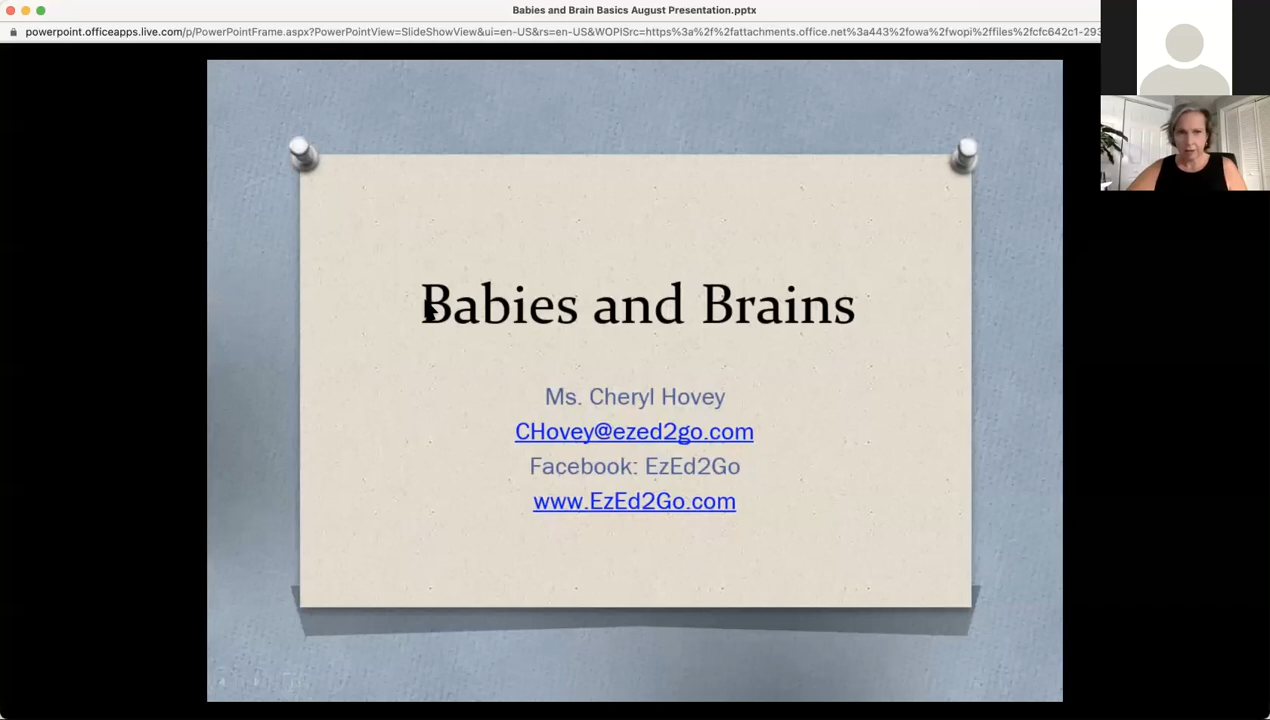 Babies and Brain Basics August Presentation.pptx
powerpoint.officeapps.live.com/p/PowerPointFrame.aspx?PowerPointView=SlideShowView&ui=en-US&rs=en-US&WOPISrc=https%3a%2f%2fattachments.office.net%3a443%2fowa%2fwopi%2ffiles%2fcfc642c1-293
Babies and Brains
Ms. Cheryl Hovey
CHovey@ezed2go.com
Facebook: EzEd2Go
www.EzEd2Go.com